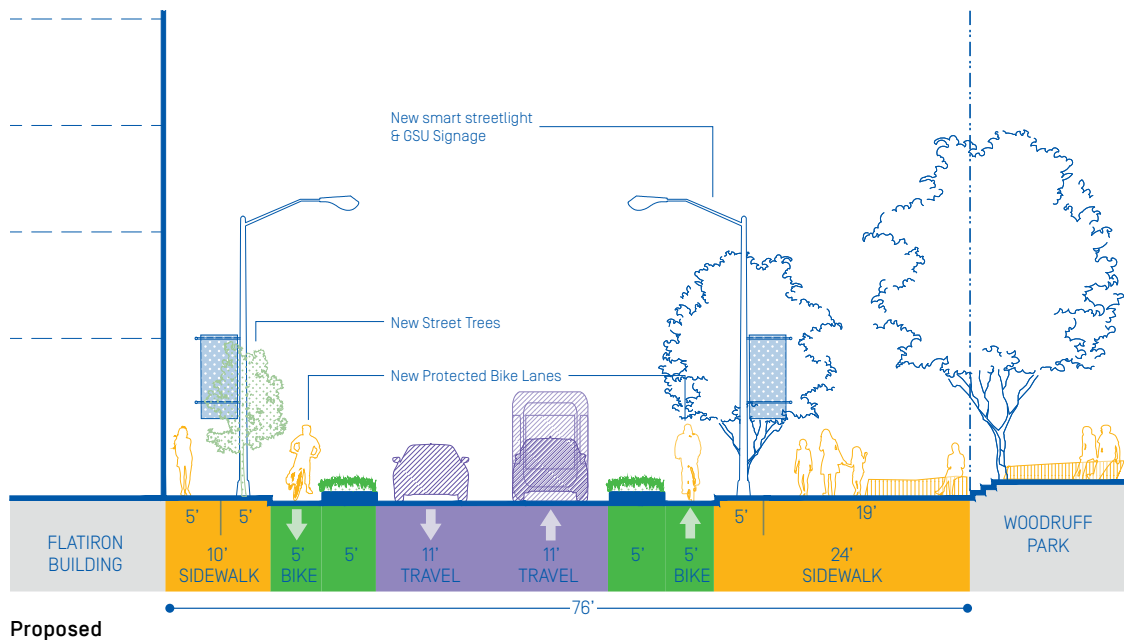 New smart streetlight
& GSU Signage
New Street Trees
New Protected Bike Lanes
5' 5' 5' 19'
FLATIRON
BUILDING
10'
SIDEWALK
5'
BIKE
5'
11'
TRAVEL
11'
TRAVEL
5'
5'
BIKE
24'
SIDEWALK
WOODRUFF
PARK
76'
Proposed